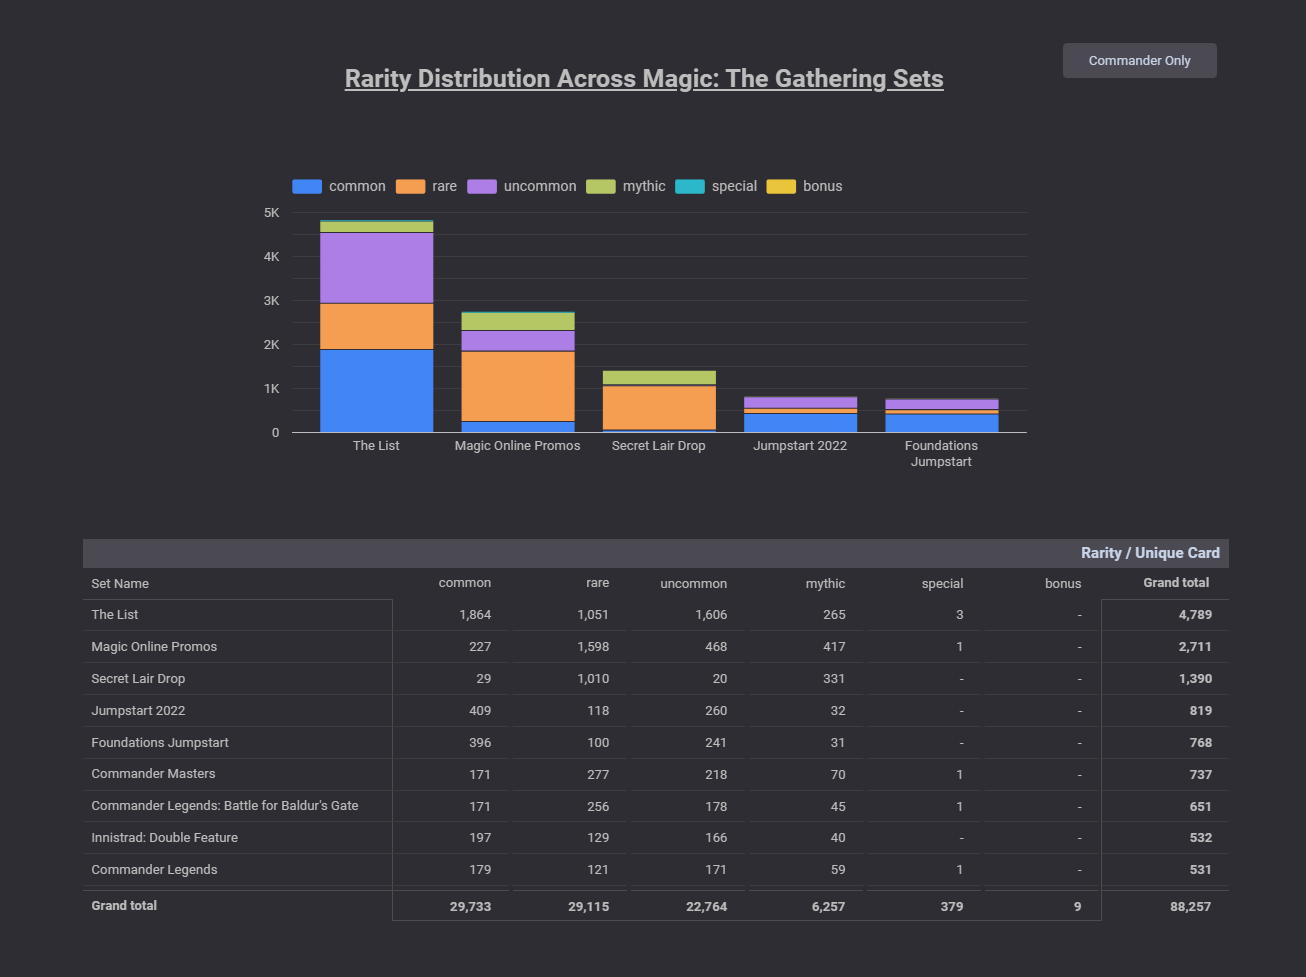 Commander Only
Rarity Distribution Across Magic: The Gathering Sets
common rare uncommon mythic special bonus
5K
4K
3K
2K
1K
0
The List Magic Online Promos Secret Lair Drop Jumpstart 2022 Foundations Jumpstart
Rarity / Unique Card
Set Name common rare uncommon mythic special bonus Grand total
The List 1,864 1,051 1,606 265 3 - 4,789
Magic Online Promos 227 1,598 468 417 1 - 2,711
Secret Lair Drop 29 1,010 20 331 - - 1,390
Jumpstart 2022 409 118 260 32 - - 819
Foundations Jumpstart 396 100 241 31 - - 768
Commander Masters 171 277 218 70 1 - 737
Commander Legends: Battle for Baldur's Gate 171 256 178 45 1 - 651
Innistrad: Double Feature 197 129 166 40 - - 532
Commander Legends 179 121 171 59 1 - 531
Grand total 29,733 29,115 22,764 6,257 379 9 88,257